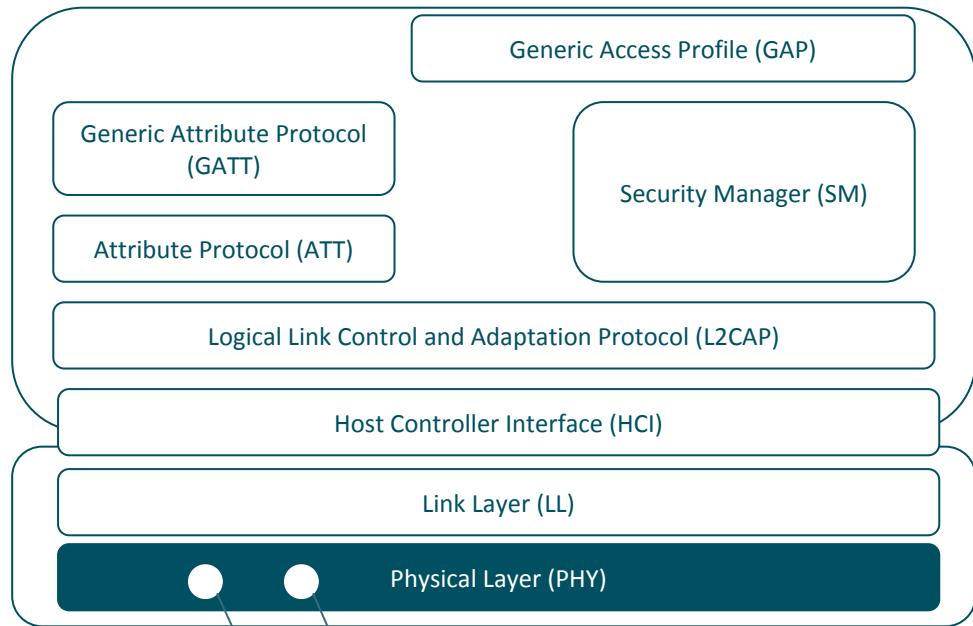 Generic Access Profile (GAP)
Generic Attribute Protocol
(GATT)
Security Manager (SM)
Attribute Protocol (ATT)
Logical Link Control and Adaptation Protocol (L2CAP)
Host Controller Interface (HCI)
Link Layer (LL)
Physical Layer (PHY)